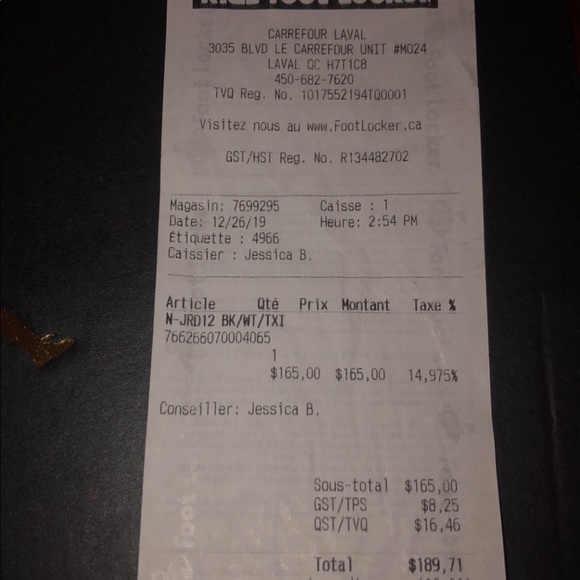 CARREFOUR LAVAL
3035 BLVD LE CARREFOUR UNIT #M024
LAVAL QC H7T1C8
450-682-7620
TVQ Reg. No. 1017552194TQ0001
Visitez nous au www.FootLocker.ca
GST/HST Reg. No. R134482702
Magasin: 7699295 Caisse : 1
Date: 12/26/19 Heure: 2:54 PM
Étiquette : 4966
Caissier : Jessica B.
Article Qté Prix Montant Taxe %
N-JRD12 BK/WT/TXI
766266070004065
1
$165,00 $165,00 14,975%
Conseiller: Jessica B.
Sous-total $165,00
GST/TPS $8,25
QST/TVQ $16,46
Total $189,71